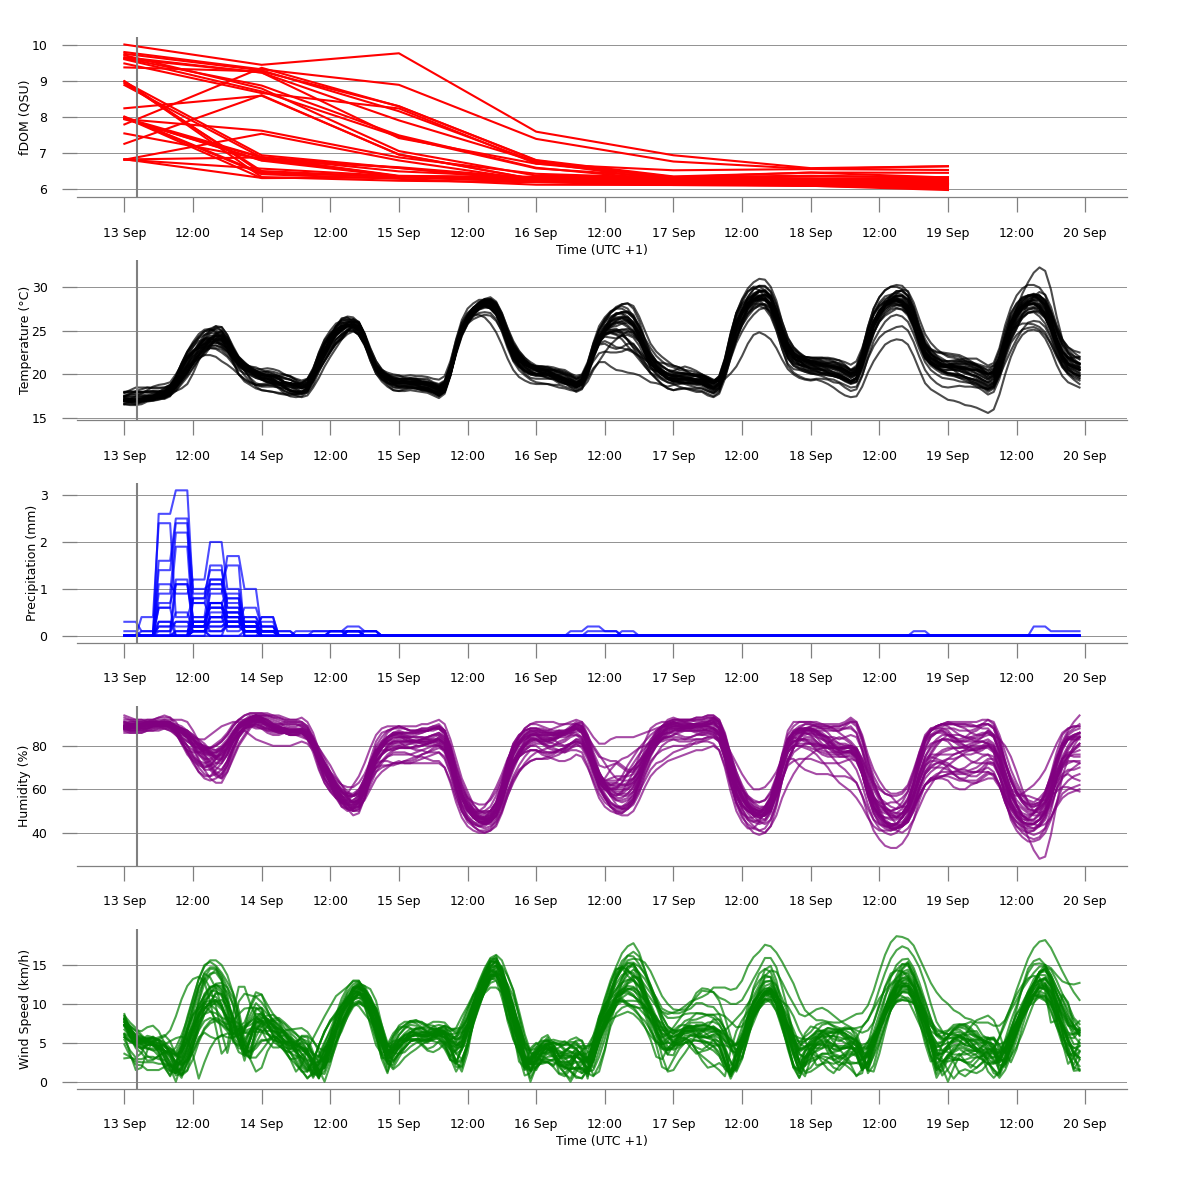 fDOM (QSU)
10
9
8
7
6
13 Sep 12:00 14 Sep 12:00 15 Sep 12:00 16 Sep 12:00 17 Sep 12:00 18 Sep 12:00 19 Sep 12:00 20 Sep
Time (UTC +1)
Temperature (°C)
30
25
20
15
13 Sep 12:00 14 Sep 12:00 15 Sep 12:00 16 Sep 12:00 17 Sep 12:00 18 Sep 12:00 19 Sep 12:00 20 Sep
Precipitation (mm)
3
2
1
0
13 Sep 12:00 14 Sep 12:00 15 Sep 12:00 16 Sep 12:00 17 Sep 12:00 18 Sep 12:00 19 Sep 12:00 20 Sep
Humidity (%)
80
60
40
13 Sep 12:00 14 Sep 12:00 15 Sep 12:00 16 Sep 12:00 17 Sep 12:00 18 Sep 12:00 19 Sep 12:00 20 Sep
Wind Speed (km/h)
15
10
5
0
13 Sep 12:00 14 Sep 12:00 15 Sep 12:00 16 Sep 12:00 17 Sep 12:00 18 Sep 12:00 19 Sep 12:00 20 Sep
Time (UTC +1)